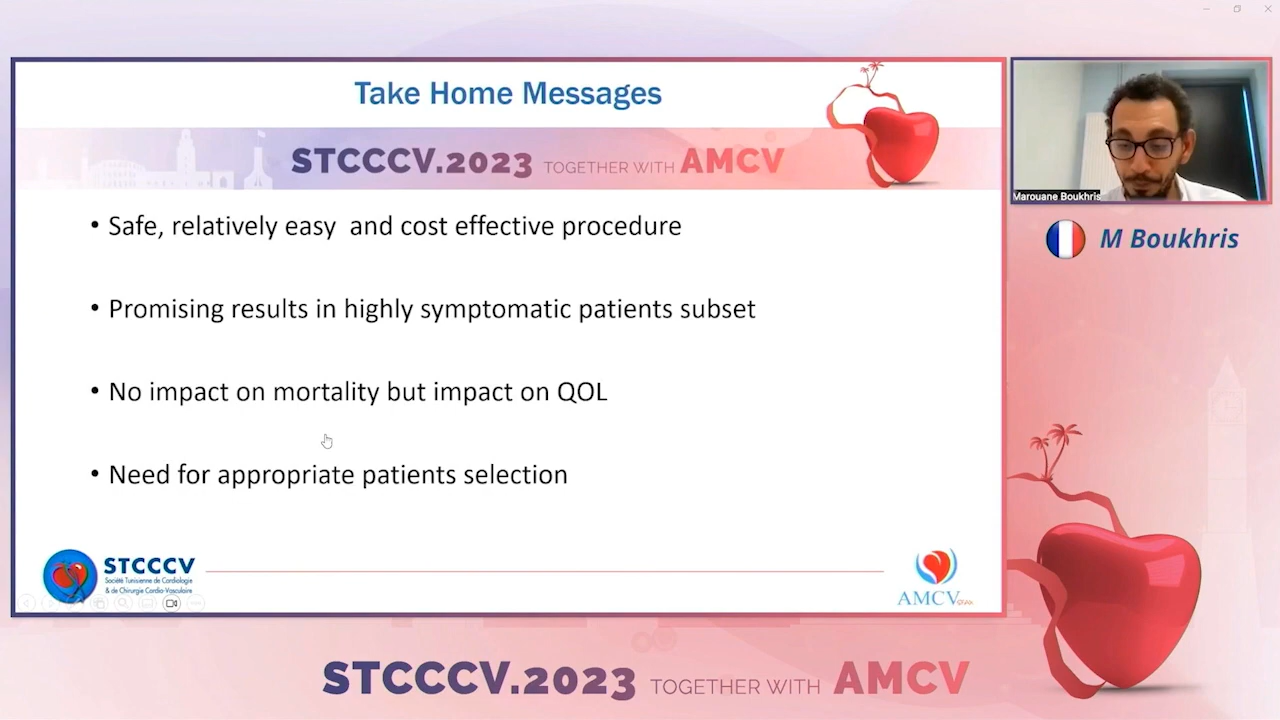 Take Home Messages
STCCCV.2023 TOGETHER WITH AMCV
• Safe, relatively easy and cost effective procedure
• Promising results in highly symptomatic patients subset
• No impact on mortality but impact on QOL
• Need for appropriate patients selection
STCCCV
Société Tunisienne de Cardiologie
& de Chirurgie Cardio-Vasculaire
AMCV
Marouane Boukhris
M Boukhris
STCCCV.2023 TOGETHER WITH AMCV